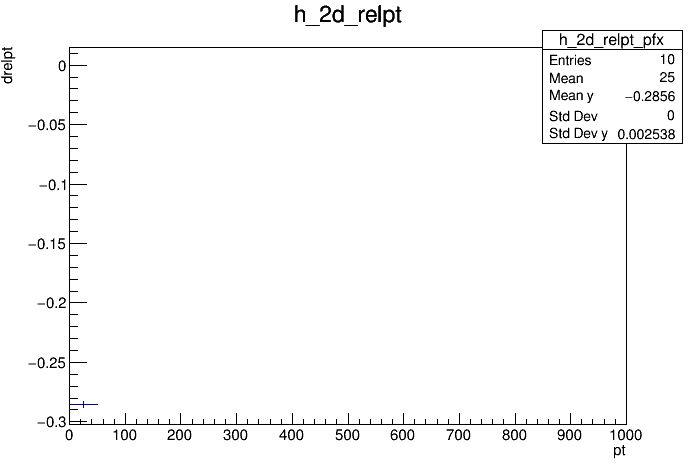 h_2d_relpt
h_2d_relpt_pfx
Entries 10
Mean 25
Mean y −0.2856
Std Dev 0
Std Dev y 0.002538
drelpt
0
−0.05
−0.1
−0.15
−0.2
−0.25
−0.3
0 100 200 300 400 500 600 700 800 900 1000
pt